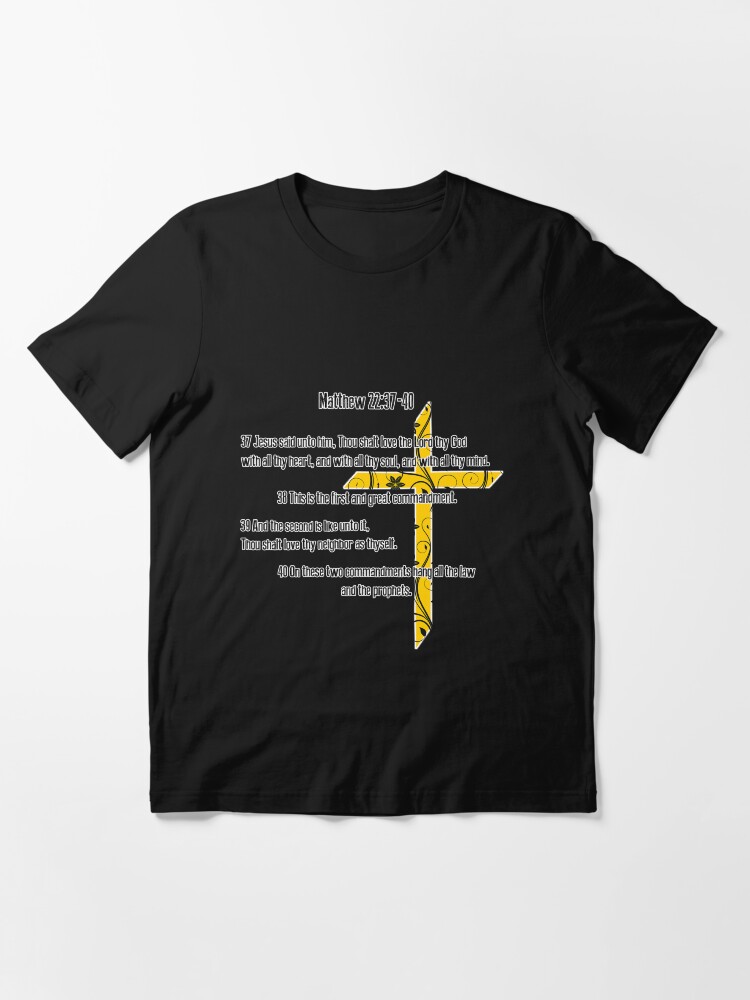 Matthew 22:37-40
37 Jesus said unto him, Thou shalt love the Lord thy God
with all thy heart, and with all thy soul, and with all thy mind.
38 This is the first and great commandment.
39 And the second is like unto it,
Thou shalt love thy neighbor as thyself.
40 On these two commandments hang all the law
and the prophets.